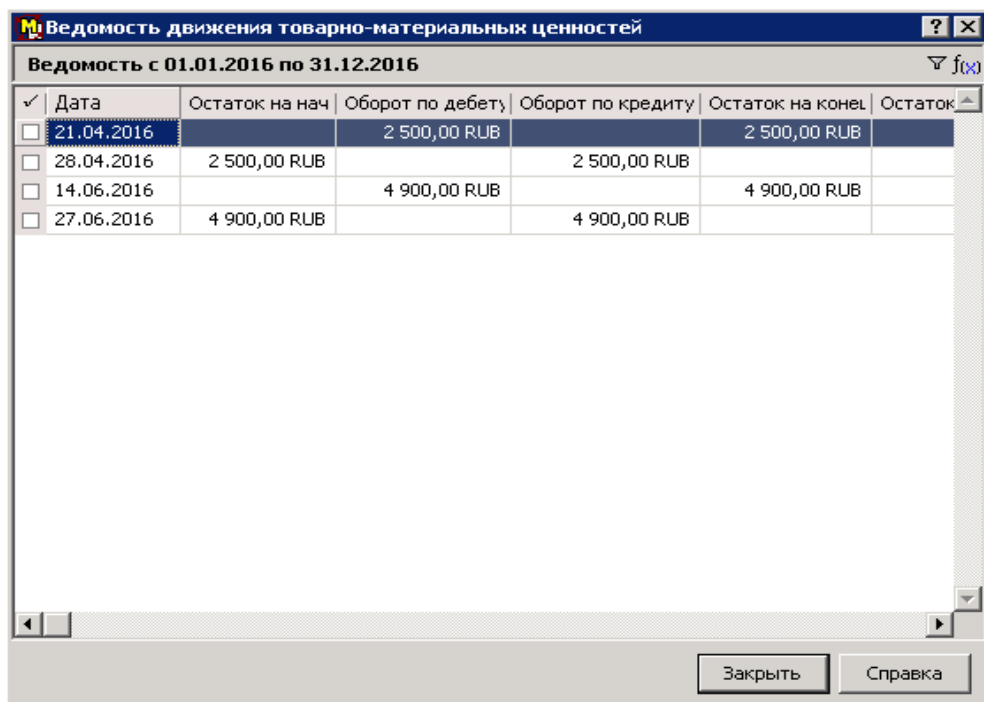 Ведомость движения товарно-материальных ценностей
Ведомость с 01.01.2016 по 31.12.2016
f(x)
Дата Остаток на нач Оборот по дебету Оборот по кредиту Остаток на конец Остаток
21.04.2016 2 500,00 RUB 2 500,00 RUB
28.04.2016 2 500,00 RUB 2 500,00 RUB
14.06.2016 4 900,00 RUB 4 900,00 RUB
27.06.2016 4 900,00 RUB 4 900,00 RUB
Закрыть Справка